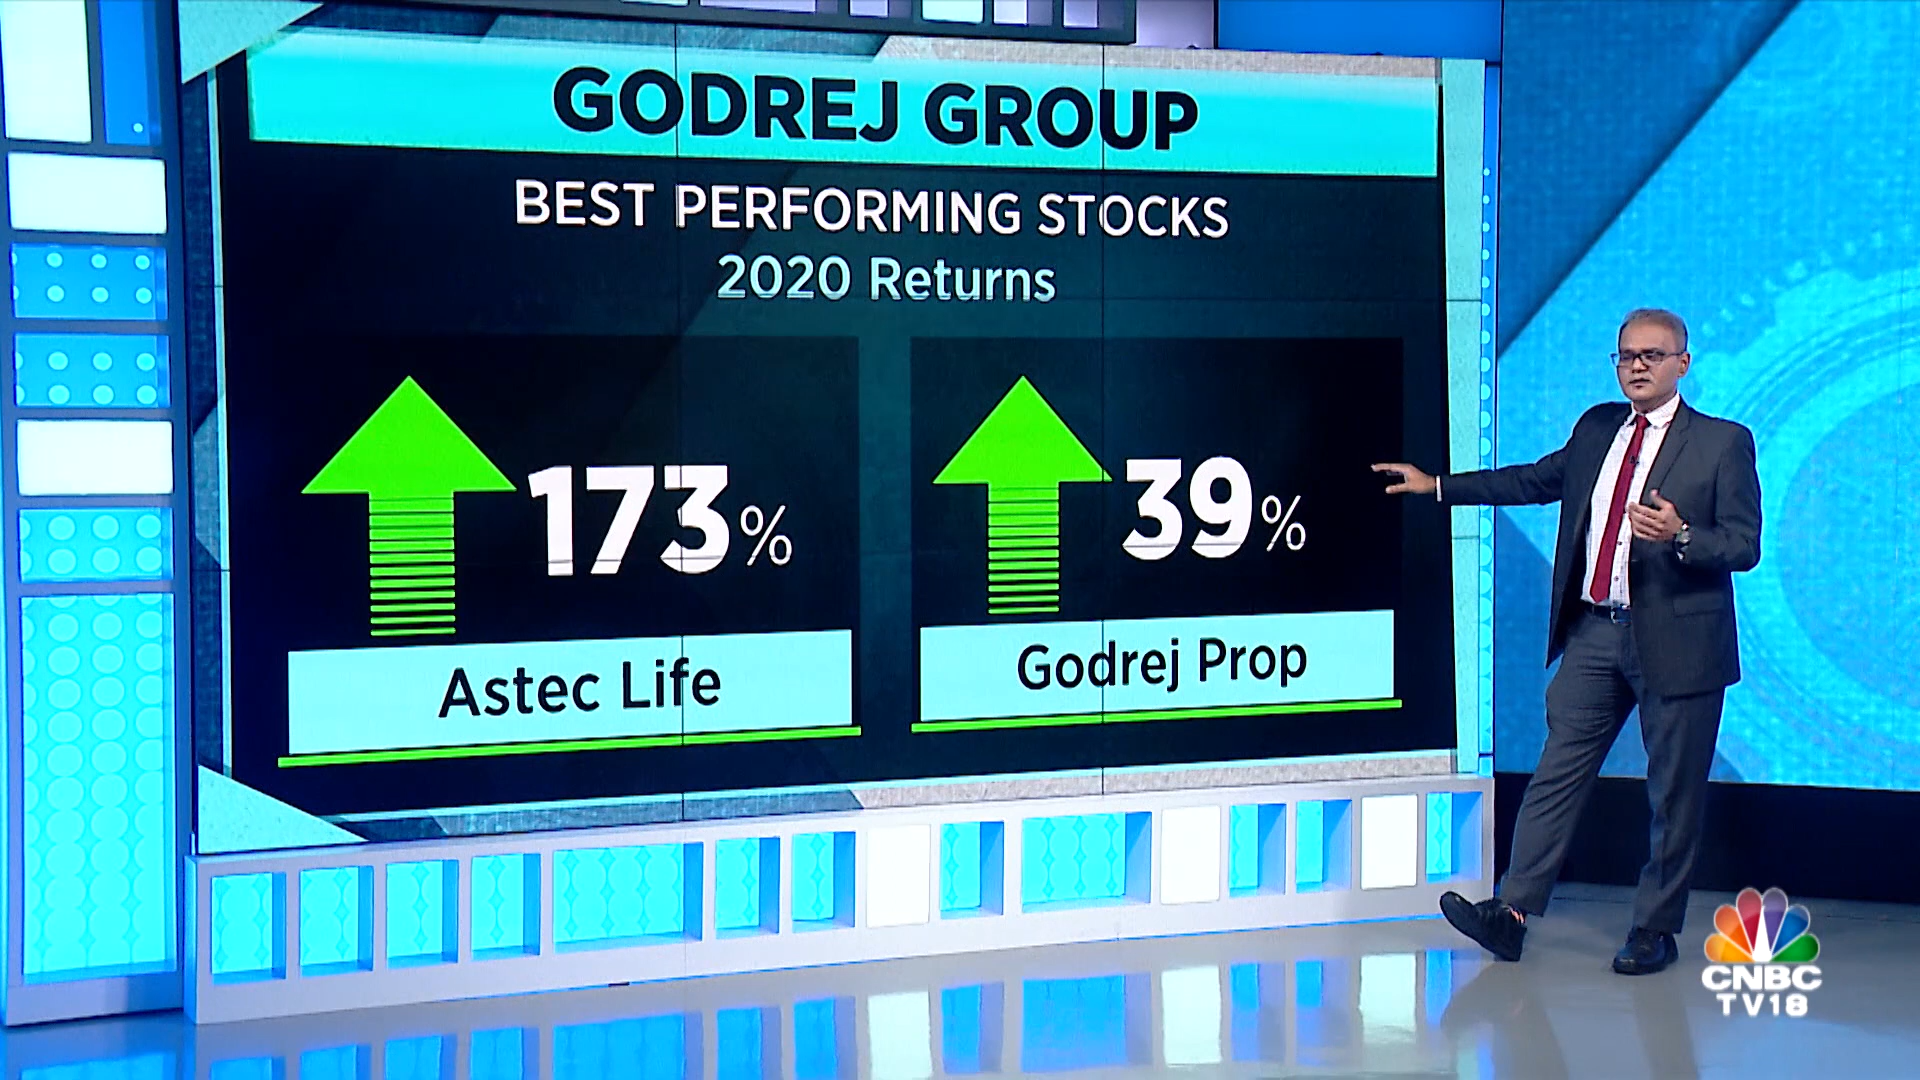 GODREJ GROUP
BEST PERFORMING STOCKS
2020 Returns
173%
39%
Astec Life
Godrej Prop
CNBC
TV18